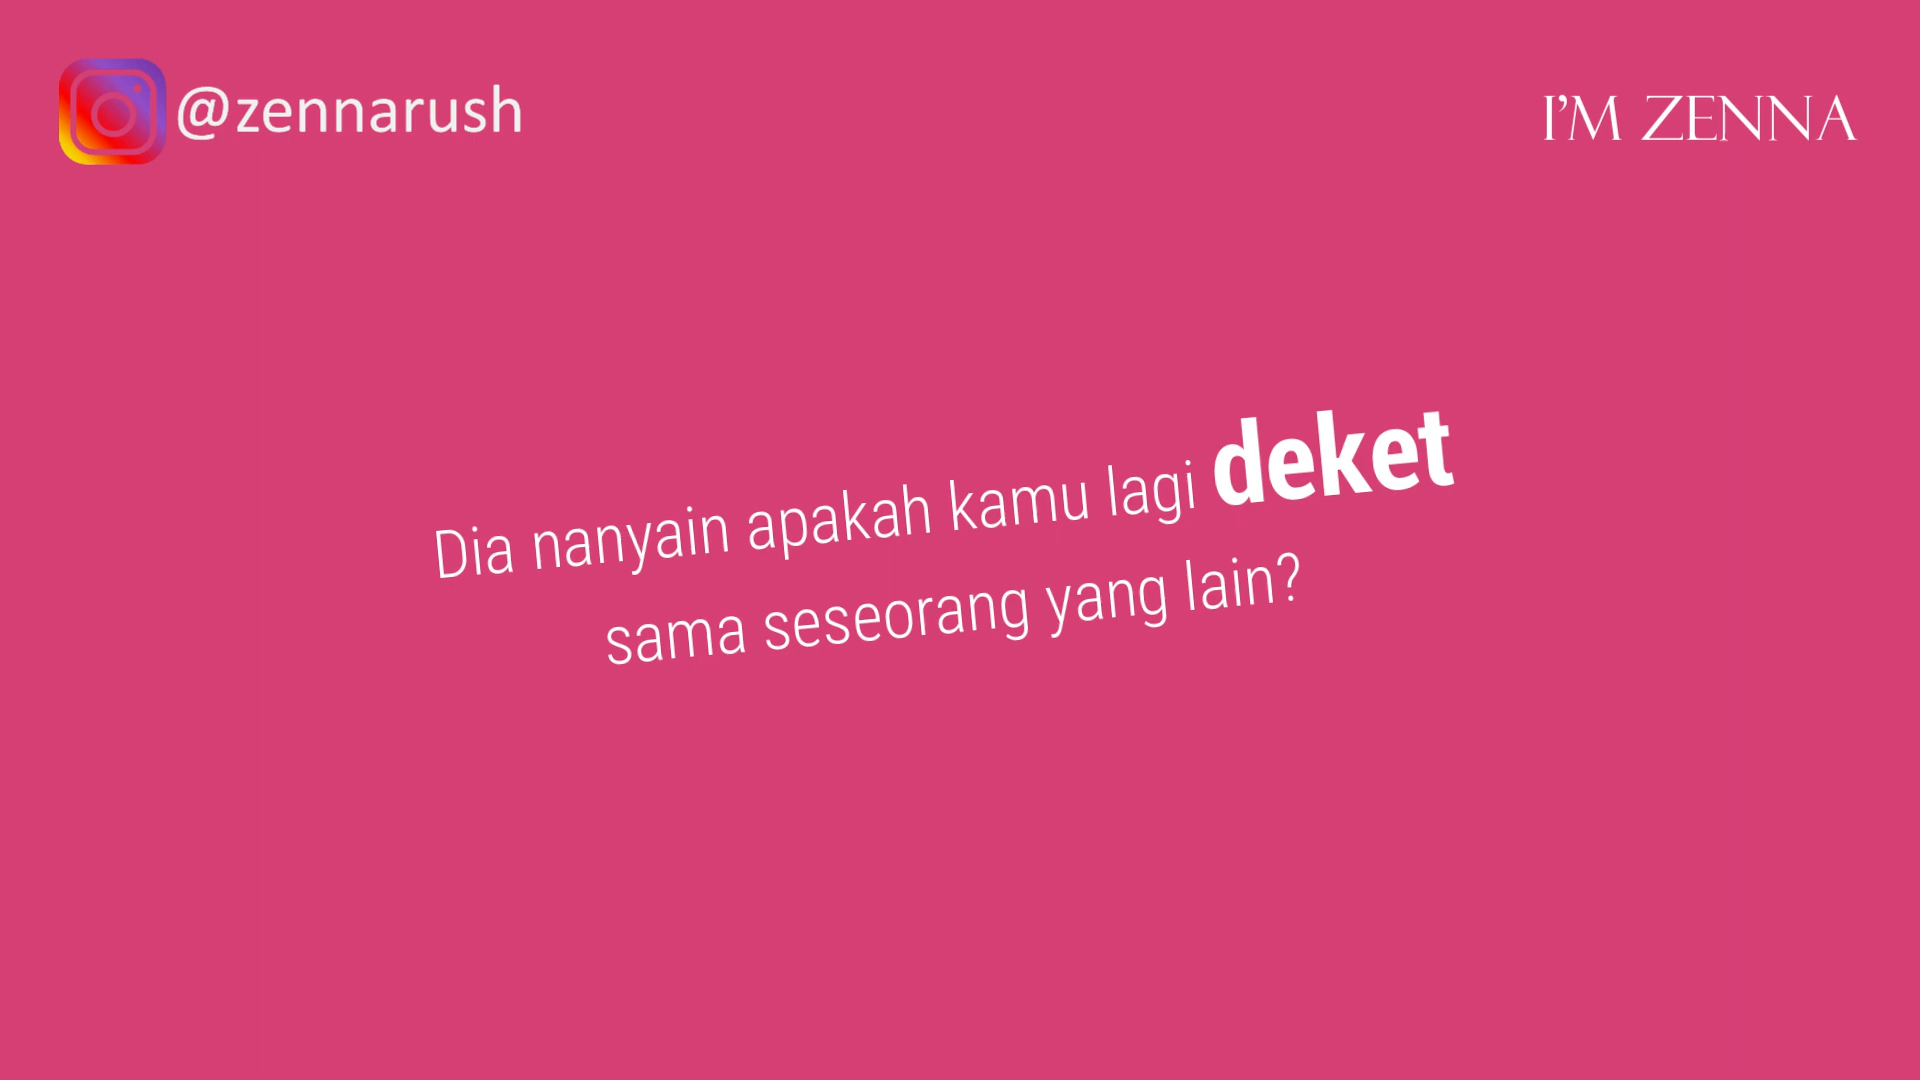 @zennarush
I'M ZENNA
Dia nanyain apakah kamu lagi deket
sama seseorang yang lain?